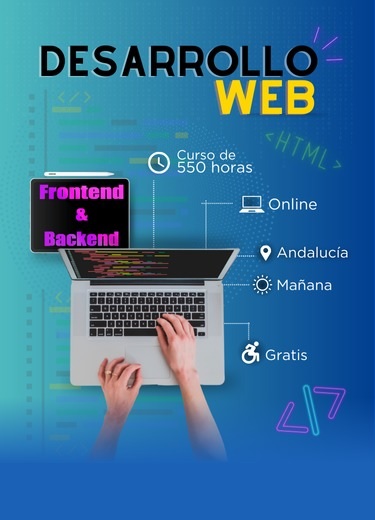 DESARROLLO
WEB
</>
<HTML>
Curso de
550 horas
Frontend
&
Backend
Online
Andalucía
Mañana
Gratis
</>